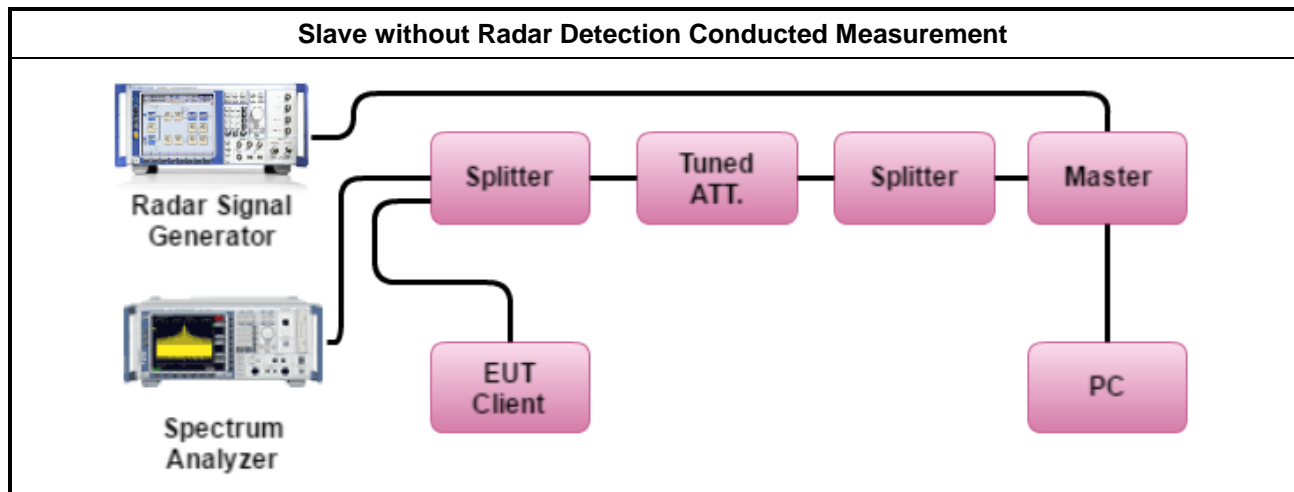 Slave without Radar Detection Conducted Measurement
Radar Signal
Generator
Splitter
Tuned
ATT.
Splitter
Master
Spectrum
Analyzer
EUT
Client
PC